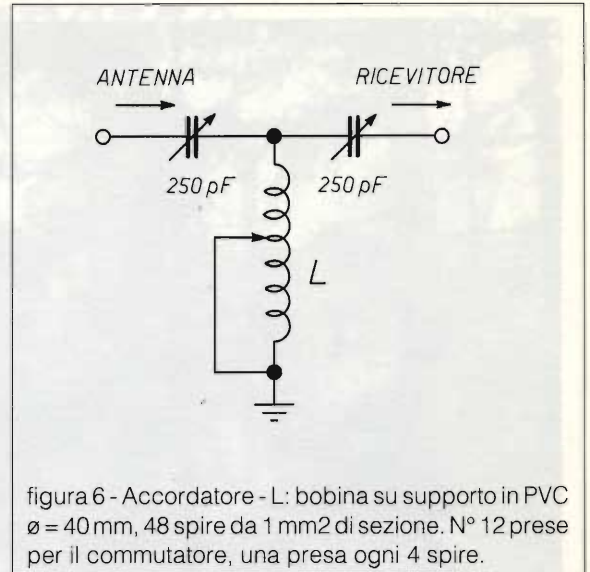 ANTENNA
RICEVITORE
250 pF
250 pF
L
figura 6 - Accordatore - L: bobina su supporto in PVC
ø = 40 mm, 48 spire da 1 mm2 di sezione. N° 12 prese
per il commutatore, una presa ogni 4 spire.